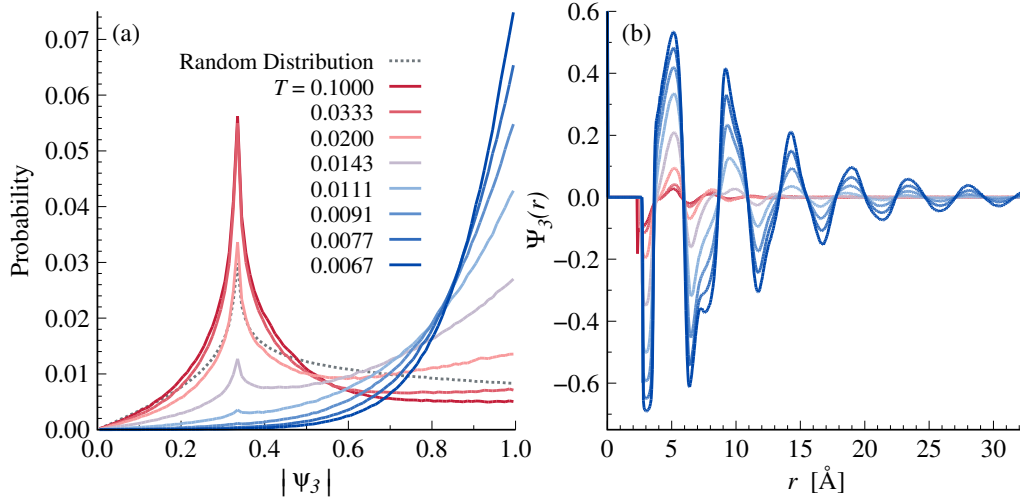 (a)
Random Distribution
T = 0.1000
0.0333
0.0200
0.0143
0.0111
0.0091
0.0077
0.0067
Probability
0.07
0.06
0.05
0.04
0.03
0.02
0.01
0.00
0.0 0.2 0.4 0.6 0.8 1.0
| Ψ3 |
(b)
Ψ3(r)
0.6
0.4
0.2
0.0
−0.2
−0.4
−0.6
0 5 10 15 20 25 30
r [Å]